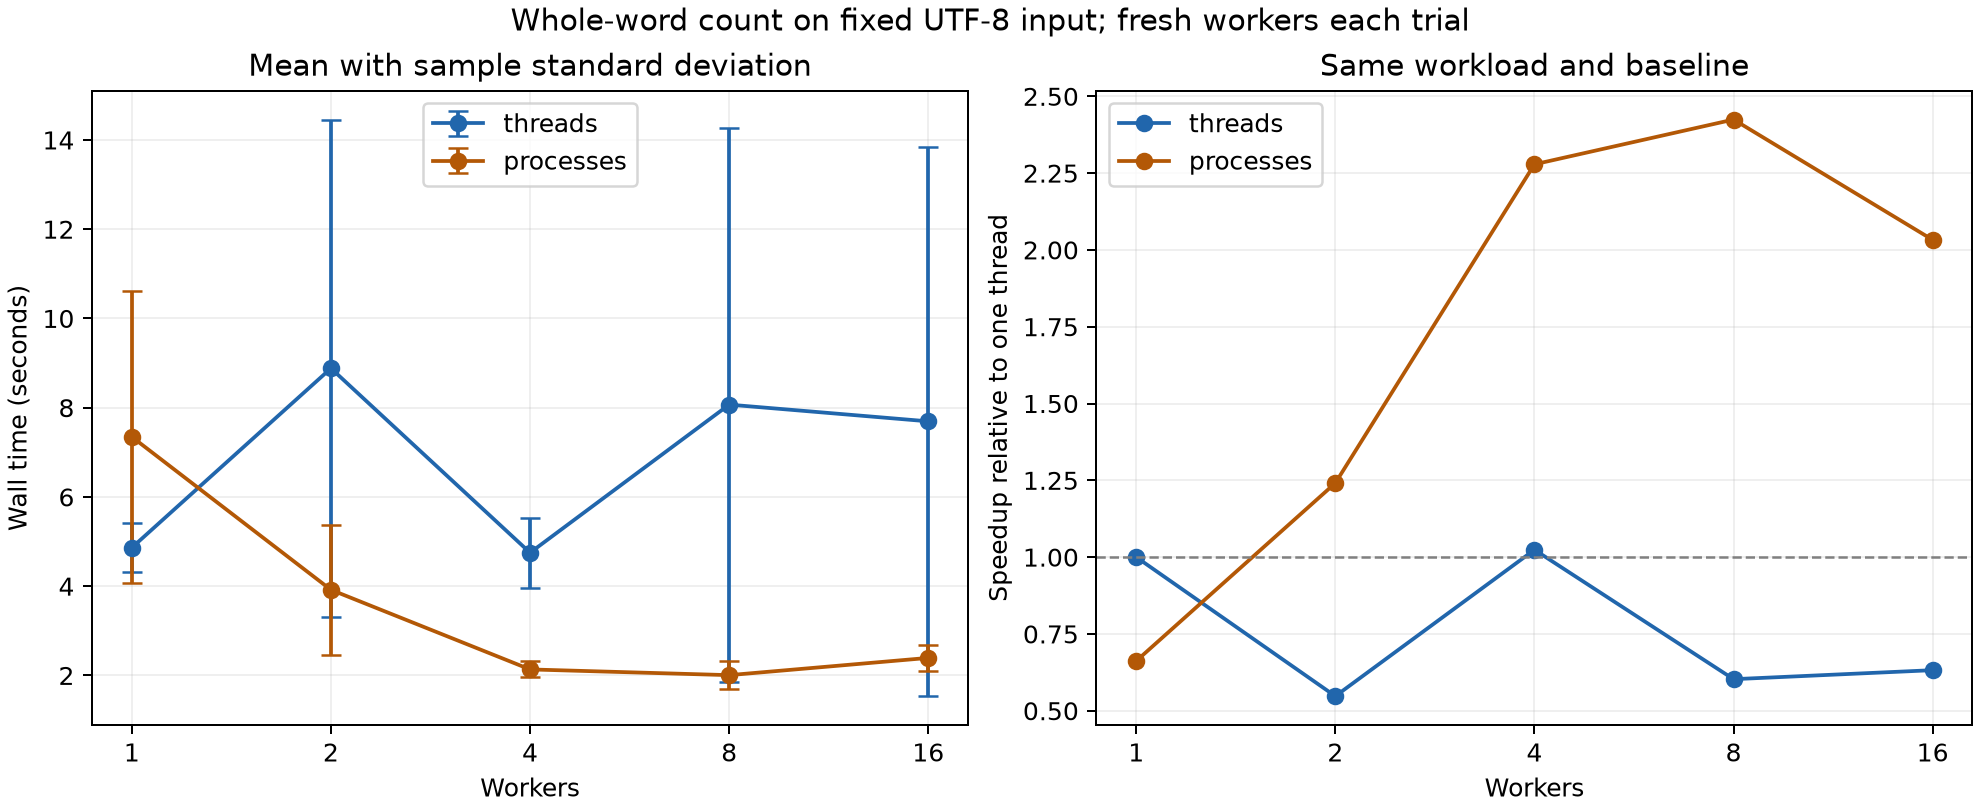 Whole-word count on fixed UTF-8 input; fresh workers each trial
Mean with sample standard deviation
threads
processes
14
12
10
8
6
4
2
Wall time (seconds)
1
2
4
8
16
Workers
Same workload and baseline
threads
processes
2.50
2.25
2.00
1.75
1.50
1.25
1.00
0.75
0.50
Speedup relative to one thread
1
2
4
8
16
Workers